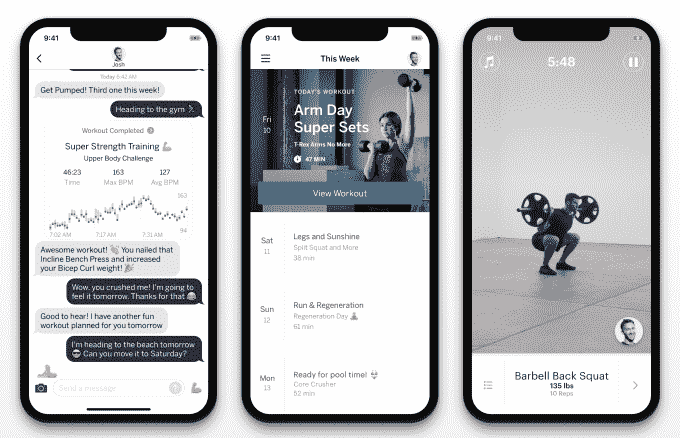 9:41
Josh
Today 6:42 AM
Get Pumped! Third one this week!
Heading to the gym
Workout Completed
Super Strength Training
Upper Body Challenge
46:23
163
127
Time
Max BPM
Avg BPM
163
94
7:02 AM
7:17 AM
7:31 AM
Awesome workout! You nailed that
Incline Bench Press and increased
your Bicep Curl weight!
Wow, you crushed me! I'm going to
feel it tomorrow. Thanks for that
Good to hear! I have another fun
workout planned for you tomorrow
I'm heading to the beach tomorrow
Can you move it to Saturday?
Send a message
9:41
This Week
Fri
10
TODAY'S WORKOUT
Arm Day
Super Sets
T-Rex Arms No More
47 MIN
View Workout
Sat
11
Legs and Sunshine
Split Squat and More
38 min
Sun
12
Run & Regeneration
Regeneration Day
61 min
Mon
13
Ready for pool time!
Core Crusher
52 min
9:41
5:48
Barbell Back Squat
135 lbs
10 Reps